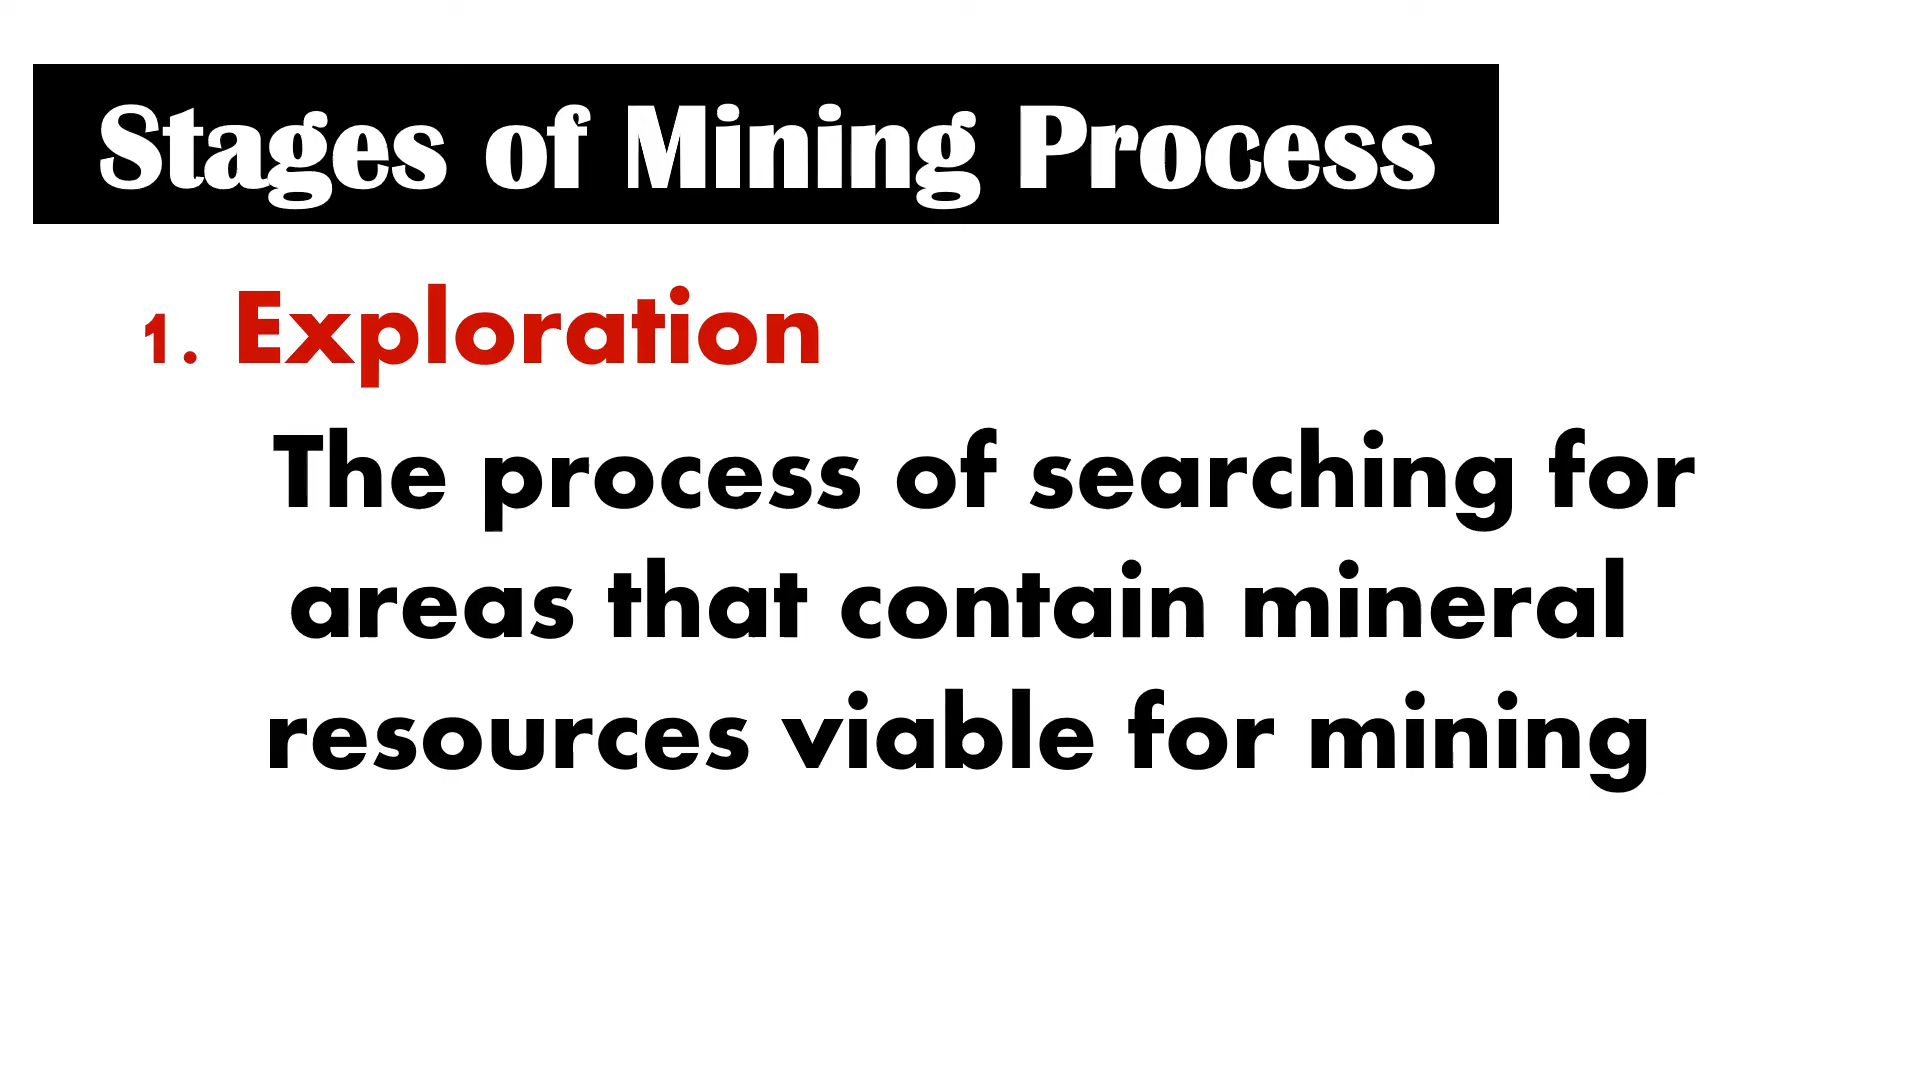 Stages of Mining Process
1. Exploration
The process of searching for
areas that contain mineral
resources viable for mining